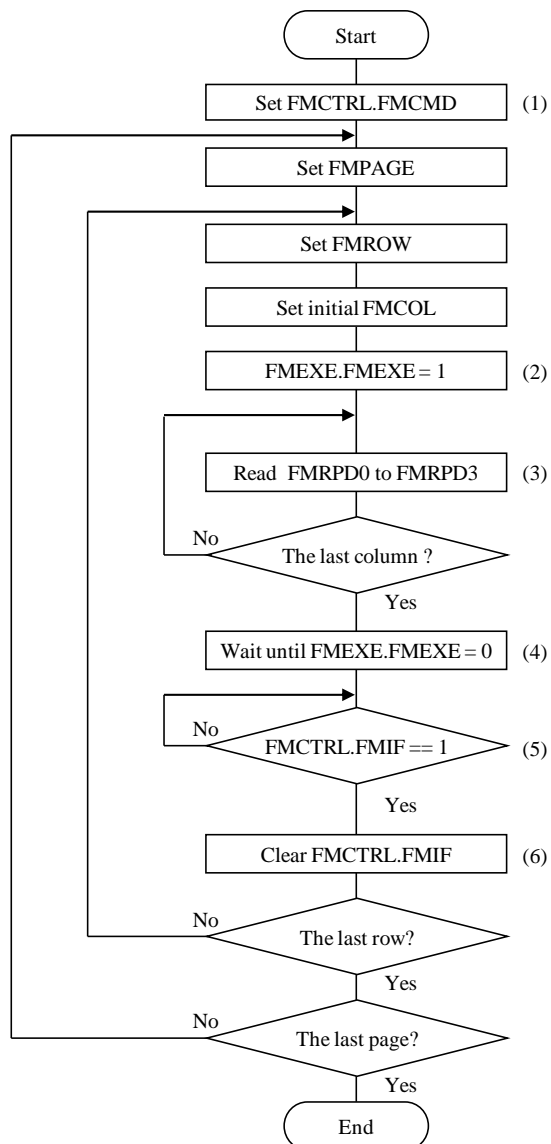 Start
Set FMCTRL.FMCMD (1)
Set FMPAGE
Set FMROW
Set initial FMCOL
FMEXE.FMEXE = 1 (2)
Read FMRPD0 to FMRPD3 (3)
No
The last column ?
Yes
Wait until FMEXE.FMEXE = 0 (4)
No
FMCTRL.FMIF == 1 (5)
Yes
Clear FMCTRL.FMIF (6)
No
The last row?
Yes
No
The last page?
Yes
End